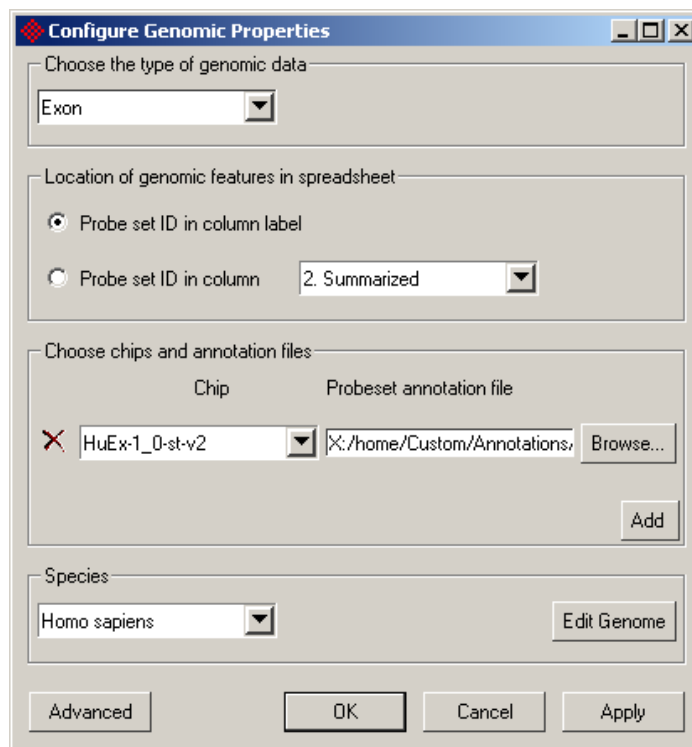 Configure Genomic Properties
Choose the type of genomic data
Exon
Location of genomic features in spreadsheet
Probe set ID in column label
Probe set ID in column 2. Summarized
Choose chips and annotation files
Chip Probeset annotation file
HuEx-1_0-st-v2 X:/home/Custom/Annotations/ Browse...
Add
Species
Homo sapiens Edit Genome
Advanced OK Cancel Apply